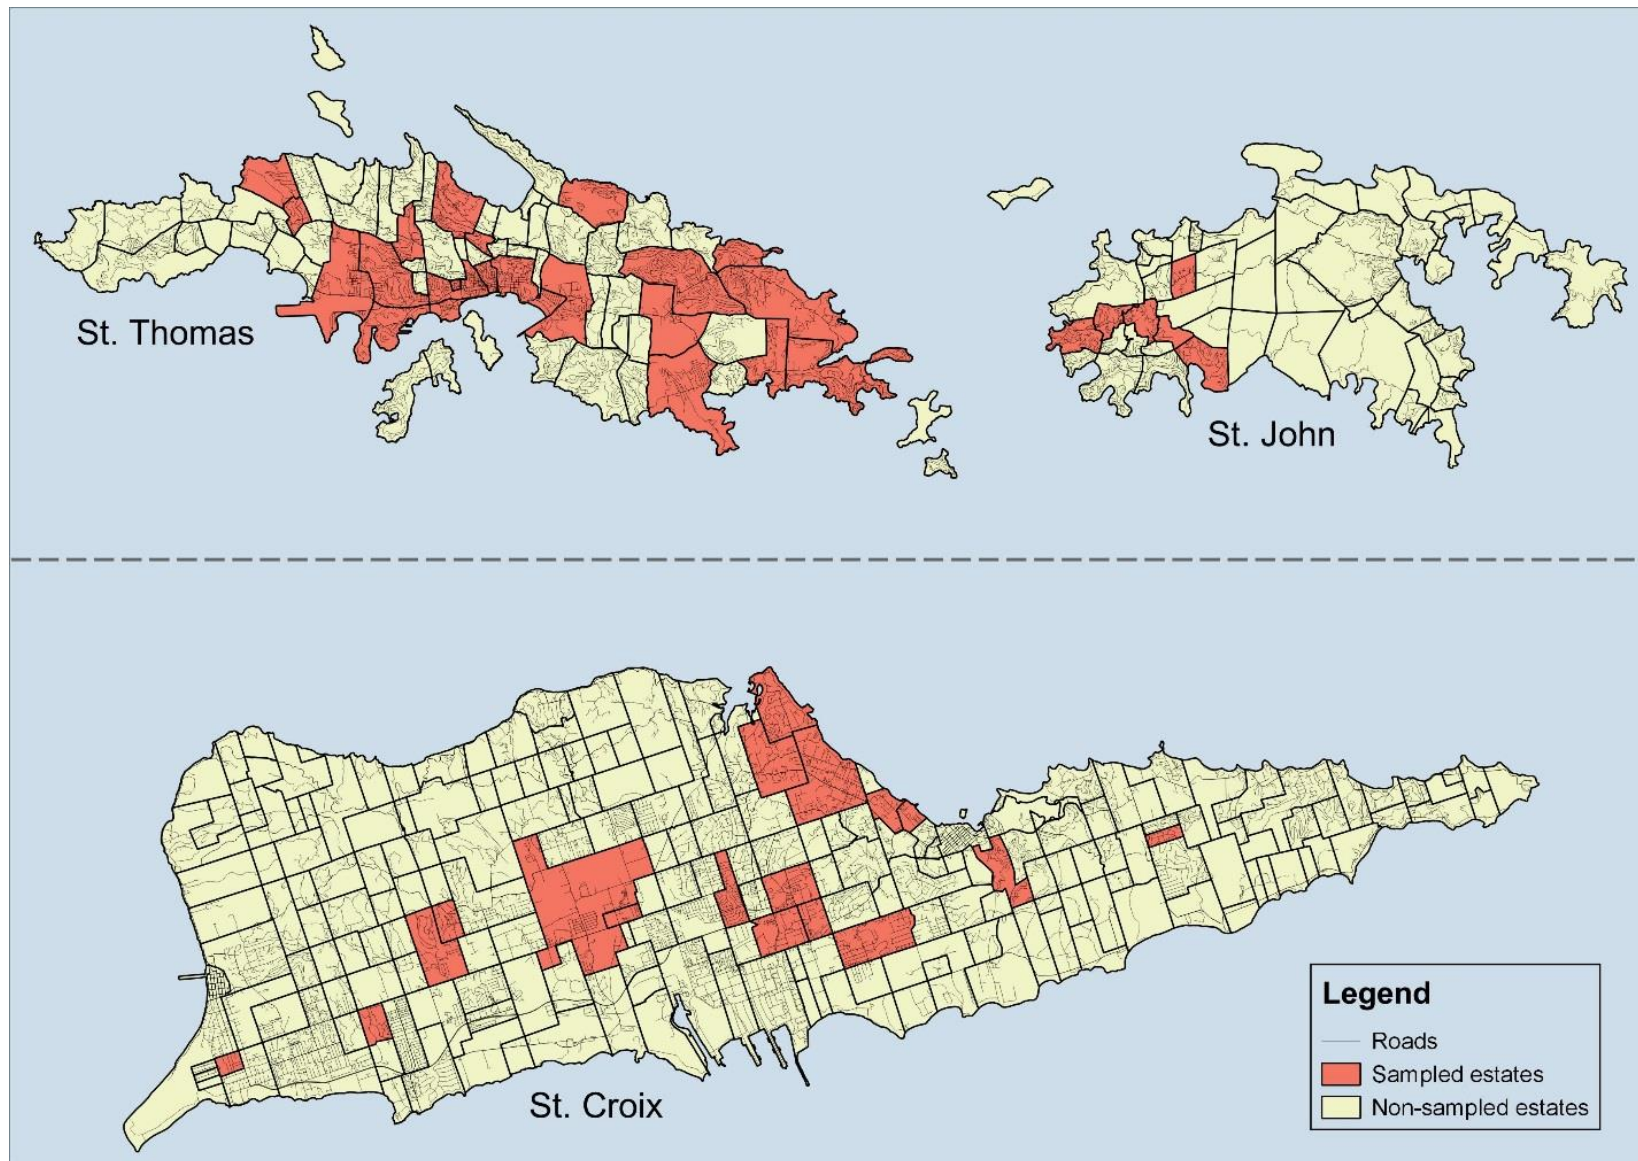 St. Thomas
St. John
St. Croix
Legend
Roads
Sampled estates
Non-sampled estates